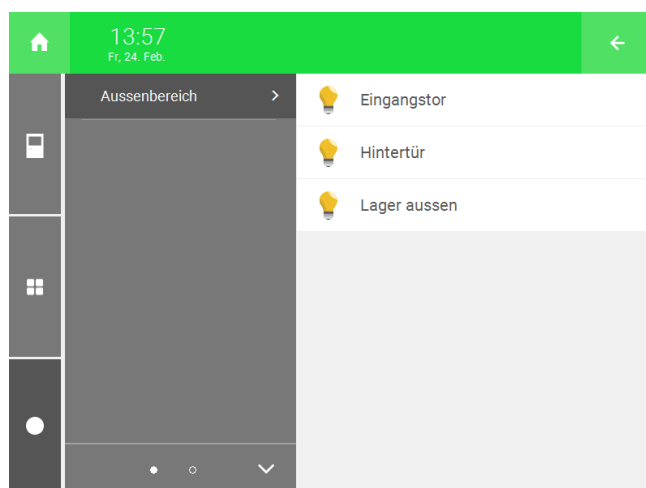 13:57
Fr, 24. Feb.
Aussenbereich
Eingangstor
Hintertür
Lager aussen